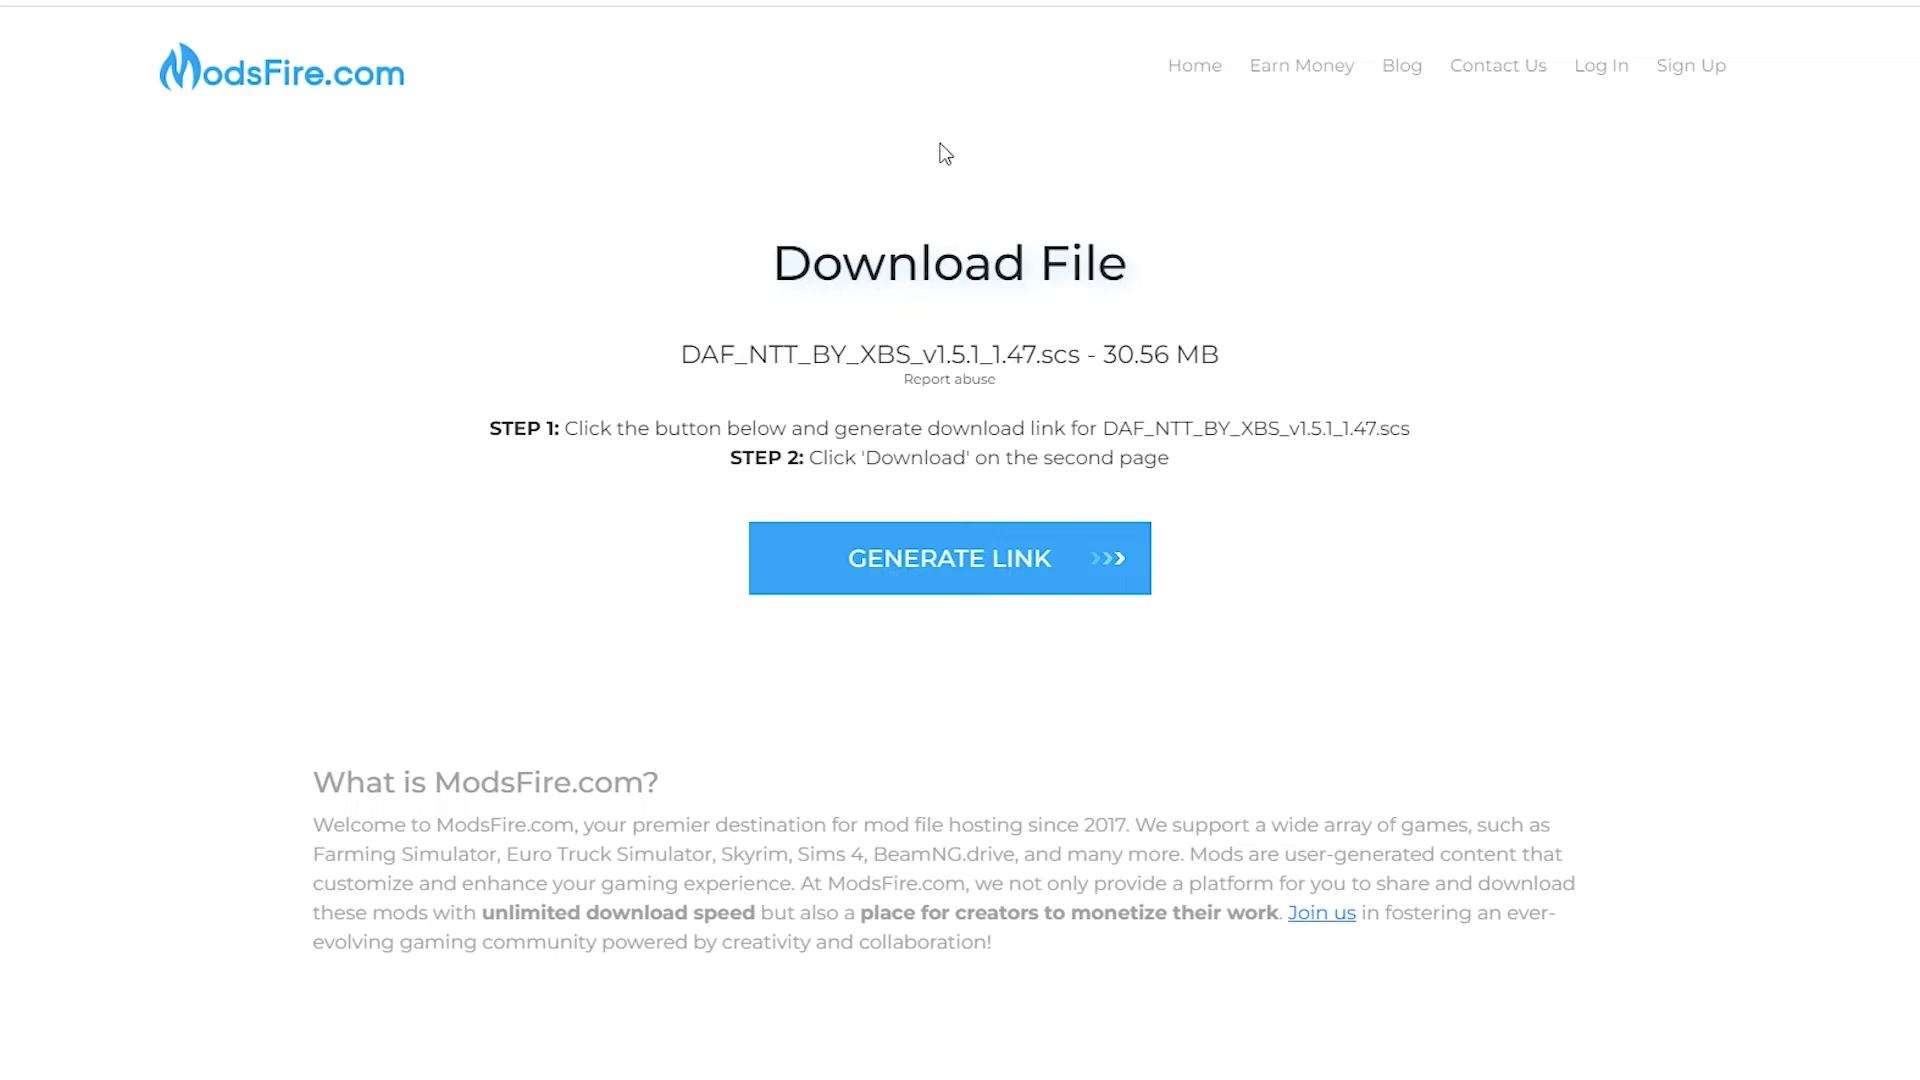 ModsFire.com
Home Earn Money Blog Contact Us Log In Sign Up
Download File
DAF_NTT_BY_XBS_v1.5.1_1.47.scs - 30.56 MB
Report abuse
STEP 1: Click the button below and generate download link for DAF_NTT_BY_XBS_v1.5.1_1.47.scs
STEP 2: Click 'Download' on the second page
GENERATE LINK >>>
What is ModsFire.com?
Welcome to ModsFire.com, your premier destination for mod file hosting since 2017. We support a wide array of games, such as
Farming Simulator, Euro Truck Simulator, Skyrim, Sims 4, BeamNG.drive, and many more. Mods are user-generated content that
customize and enhance your gaming experience. At ModsFire.com, we not only provide a platform for you to share and download
these mods with unlimited download speed but also a place for creators to monetize their work. Join us in fostering an ever-
evolving gaming community powered by creativity and collaboration!